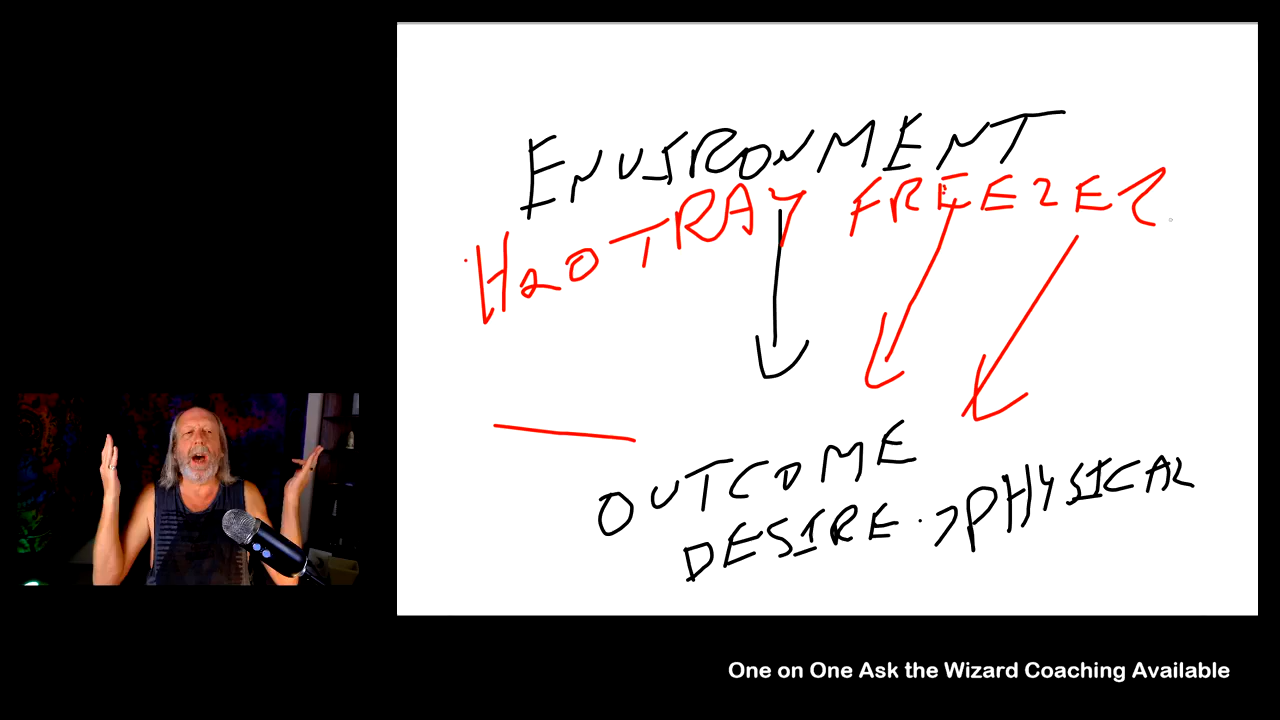 ENVIRONMENT
H2O TRAY FREEZER
OUTCOME
DESIRE -> PHYSICAL
One on One Ask the Wizard Coaching Available